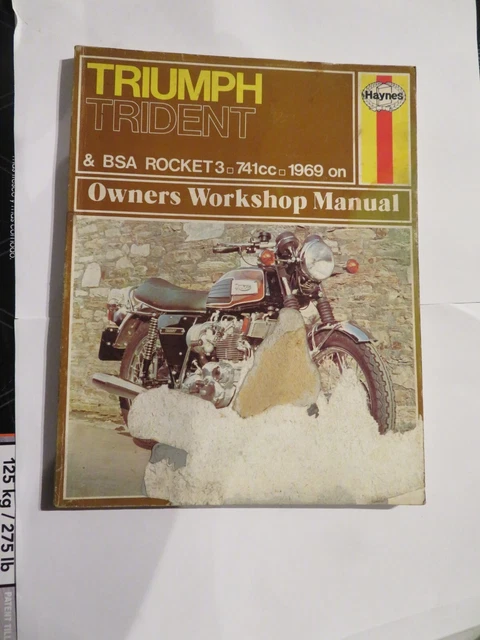 TRIUMPH
TRIDENT
Haynes
& BSA ROCKET 3 □ 741cc □ 1969 on
Owners Workshop Manual
125 kg / 275 lb